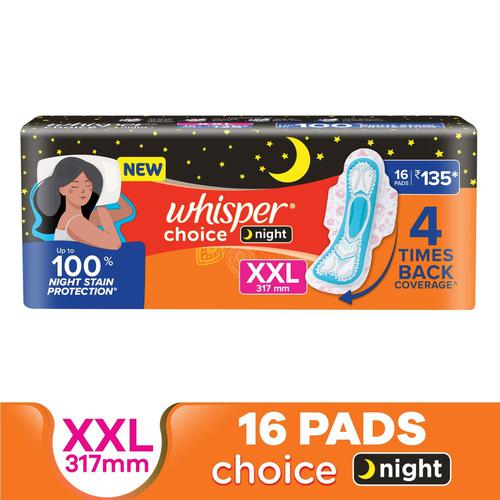 NEW
whisper®
choice night
XXL
317 mm
Up to
100%
NIGHT STAIN
PROTECTION°
16
PADS
₹135*
4
TIMES
BACK
COVERAGE^
XXL
317mm
16 PADS
choice night